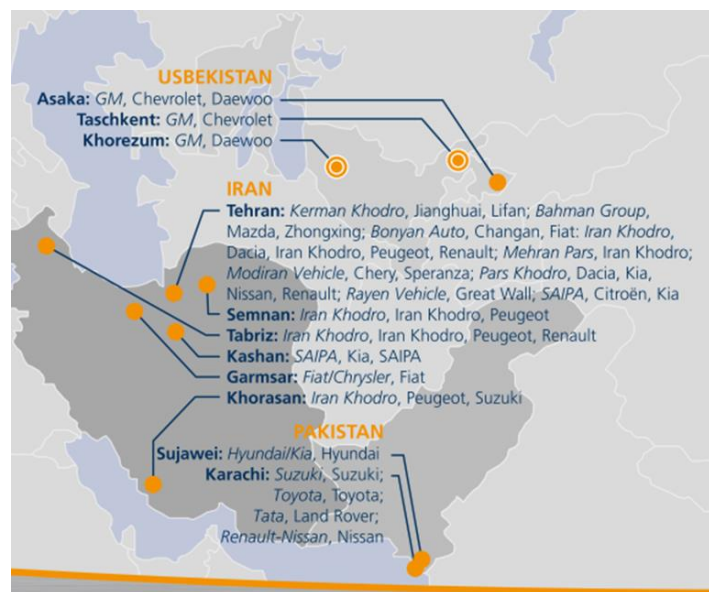 USBEKISTAN
Asaka: GM, Chevrolet, Daewoo
Taschkent: GM, Chevrolet
Khorezum: GM, Daewoo
IRAN
Tehran: Kerman Khodro, Jianghuai, Lifan; Bahman Group,
Mazda, Zhongxing; Bonyan Auto, Changan, Fiat: Iran Khodro,
Dacia, Iran Khodro, Peugeot, Renault; Mehran Pars, Iran Khodro;
Modiran Vehicle, Chery, Speranza; Pars Khodro, Dacia, Kia,
Nissan, Renault; Rayen Vehicle, Great Wall; SAIPA, Citroën, Kia
Semnan: Iran Khodro, Iran Khodro, Peugeot
Tabriz: Iran Khodro, Iran Khodro, Peugeot, Renault
Kashan: SAIPA, Kia, SAIPA
Garmsar: Fiat/Chrysler, Fiat
Khorasan: Iran Khodro, Peugeot, Suzuki
PAKISTAN
Sujawei: Hyundai/Kia, Hyundai
Karachi: Suzuki, Suzuki;
Toyota, Toyota;
Tata, Land Rover;
Renault-Nissan, Nissan